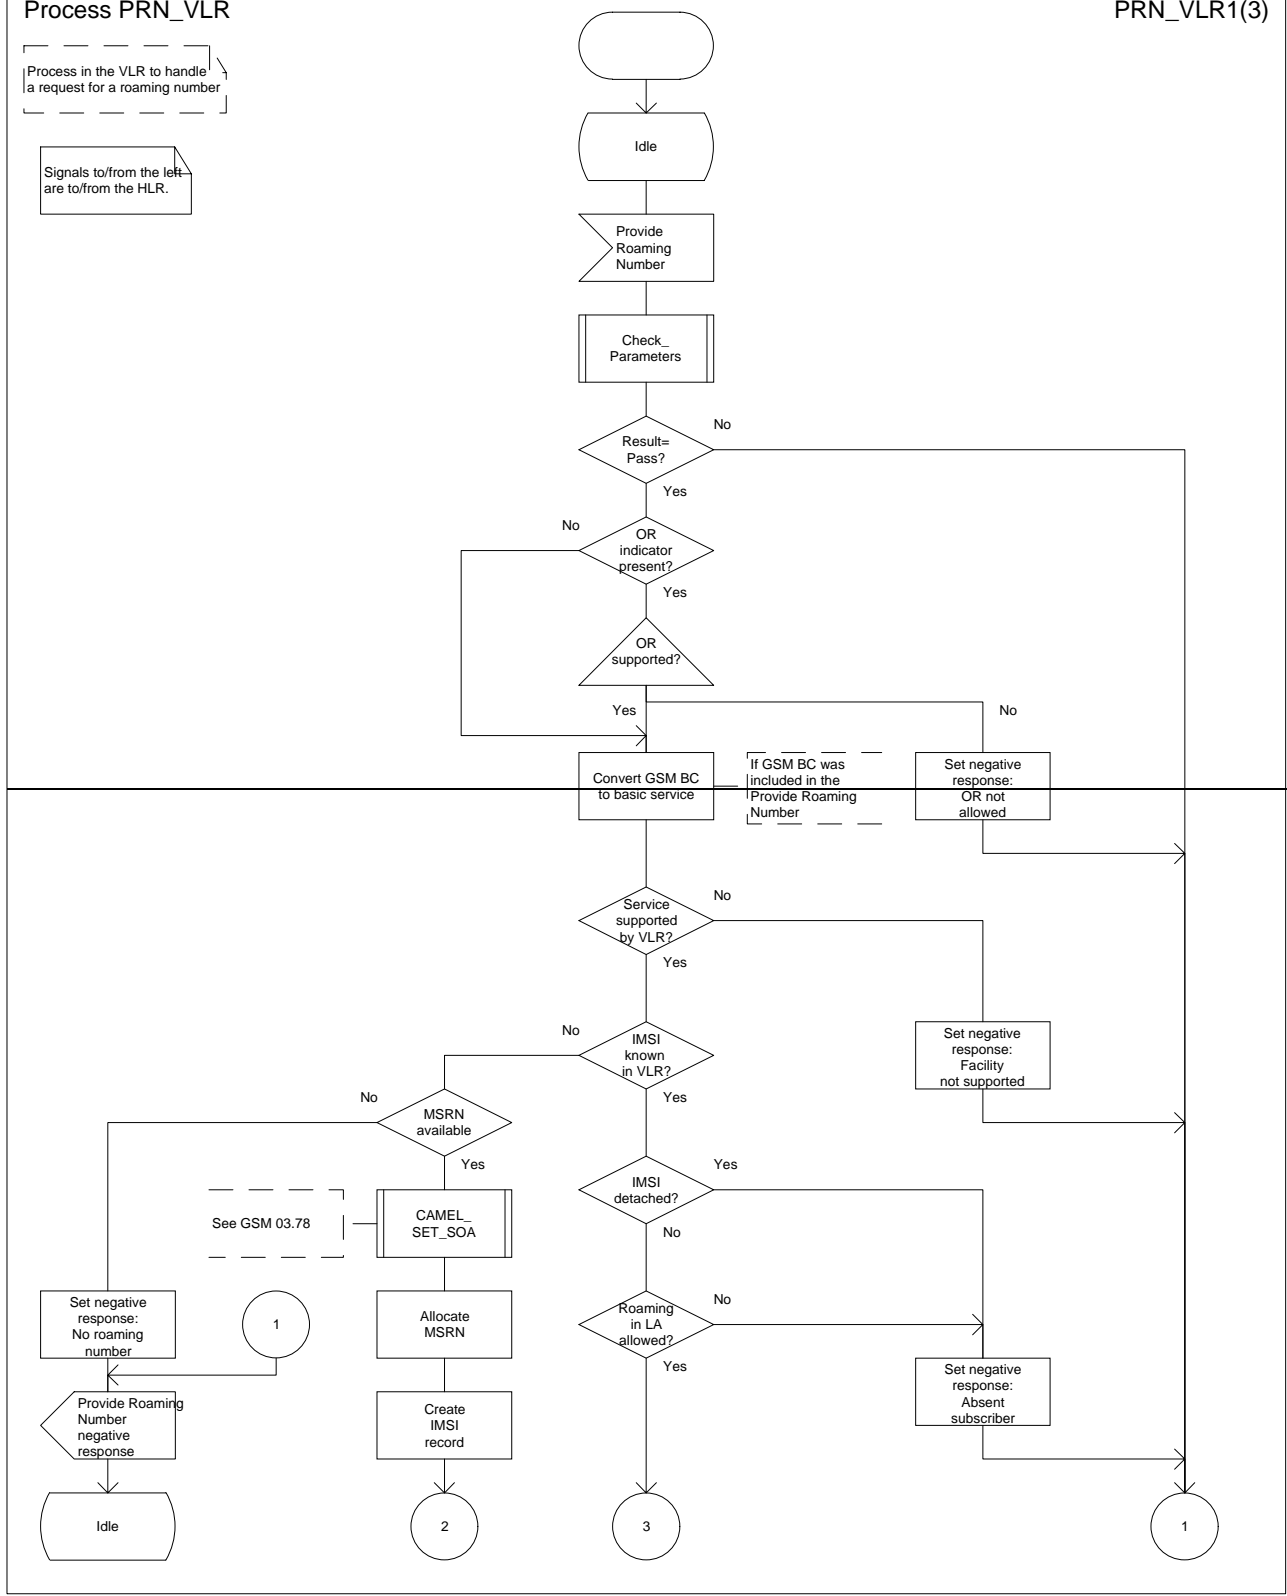 Process PRN_VLR
PRN_VLR1(3)
Process in the VLR to handle
a request for a roaming number
Signals to/from the left
are to/from the HLR.
Idle
Provide
Roaming
Number
Check_
Parameters
Result=
Pass?
No
Yes
OR
indicator
present?
No
Yes
OR
supported?
Yes
No
Convert GSM BC
to basic service
If GSM BC was
included in the
Provide Roaming
Number
Set negative
response:
OR not
allowed
Service
supported
by VLR?
No
Yes
IMSI
known
in VLR?
No
Yes
Set negative
response:
Facility
not supported
MSRN
available
No
Yes
IMSI
detached?
Yes
No
See GSM 03.78
CAMEL_
SET_SOA
Set negative
response:
No roaming
number
1
Allocate
MSRN
Roaming
in LA
allowed?
No
Yes
Provide Roaming
Number
negative
response
Create
IMSI
record
Set negative
response:
Absent
subscriber
Idle
2
3
1